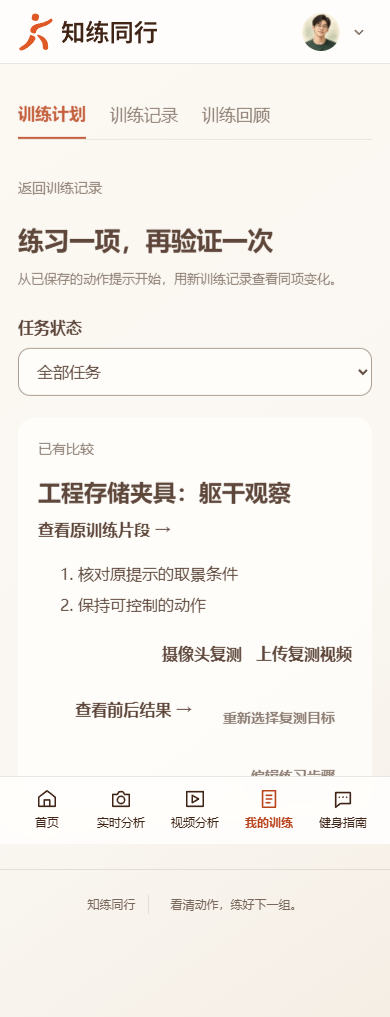 知练同行
训练计划 训练记录 训练回顾
返回训练记录
练习一项，再验证一次
从已保存的动作提示开始，用新训练记录查看同项变化。
任务状态
全部任务
已有比较
工程存储夹具：躯干观察
查看原训练片段 →
1. 核对原提示的取景条件
2. 保持可控制的动作
摄像头复测 上传复测视频
查看前后结果 → 重新选择复测目标
编辑练习步骤
首页 实时分析 视频分析 我的训练 健身指南
知练同行 看清动作，练好下一组。